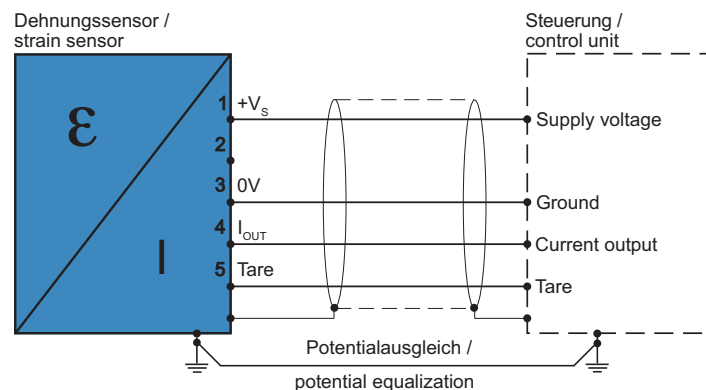 Dehnungssensor /
strain sensor
Steuerung /
control unit
ε
I
1 +VS
2
3 0V
4 IOUT
5 Tare
Supply voltage
Ground
Current output
Tare
Potentialausgleich /
potential equalization